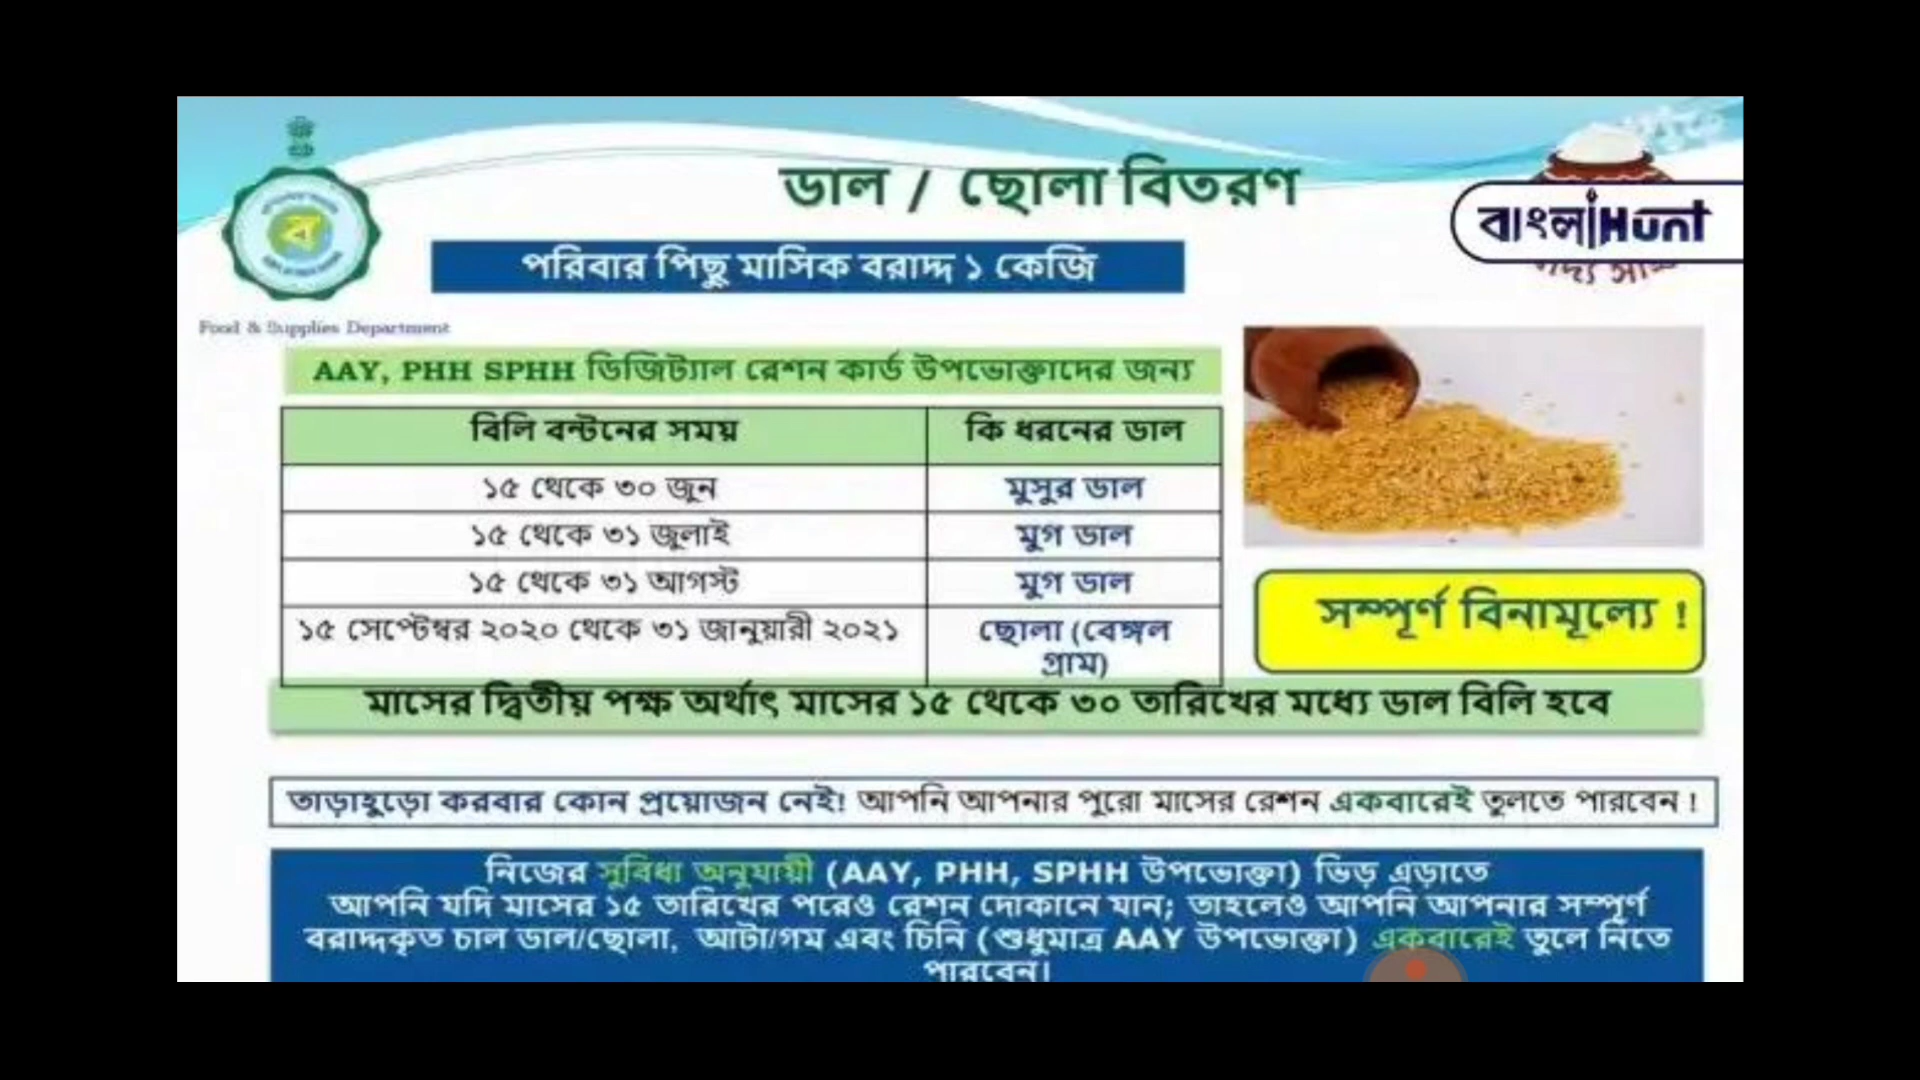 ডাল / ছোলা বিতরণ
বাংলাHunt
পরিবার পিছু মাসিক বরাদ্দ ১ কেজি
Food & Supplies Department
AAY, PHH SPHH ডিজিট্যাল রেশন কার্ড উপভোক্তাদের জন্য
বিলি বন্টনের সময় কি ধরনের ডাল
১৫ থেকে ৩০ জুন মুসুর ডাল
১৫ থেকে ৩১ জুলাই মুগ ডাল
১৫ থেকে ৩১ আগস্ট মুগ ডাল
১৫ সেপ্টেম্বর ২০২০ থেকে ৩১ জানুয়ারী ২০২১ ছোলা (বেঙ্গল
গ্রাম)
সম্পূর্ণ বিনামূল্যে !
মাসের দ্বিতীয় পক্ষ অর্থাৎ মাসের ১৫ থেকে ৩০ তারিখের মধ্যে ডাল বিলি হবে
তাড়াহুড়ো করবার কোন প্রয়োজন নেই! আপনি আপনার পুরো মাসের রেশন একবারেই তুলতে পারবেন !
নিজের সুবিধা অনুযায়ী (AAY, PHH, SPHH উপভোক্তা) ভিড় এড়াতে
আপনি যদি মাসের ১৫ তারিখের পরেও রেশন দোকানে যান; তাহলেও আপনি আপনার সম্পূর্ণ
বরাদ্দকৃত চাল ডাল/ছোলা, আটা/গম এবং চিনি (শুধুমাত্র AAY উপভোক্তা) একবারেই তুলে নিতে
পারবেন।